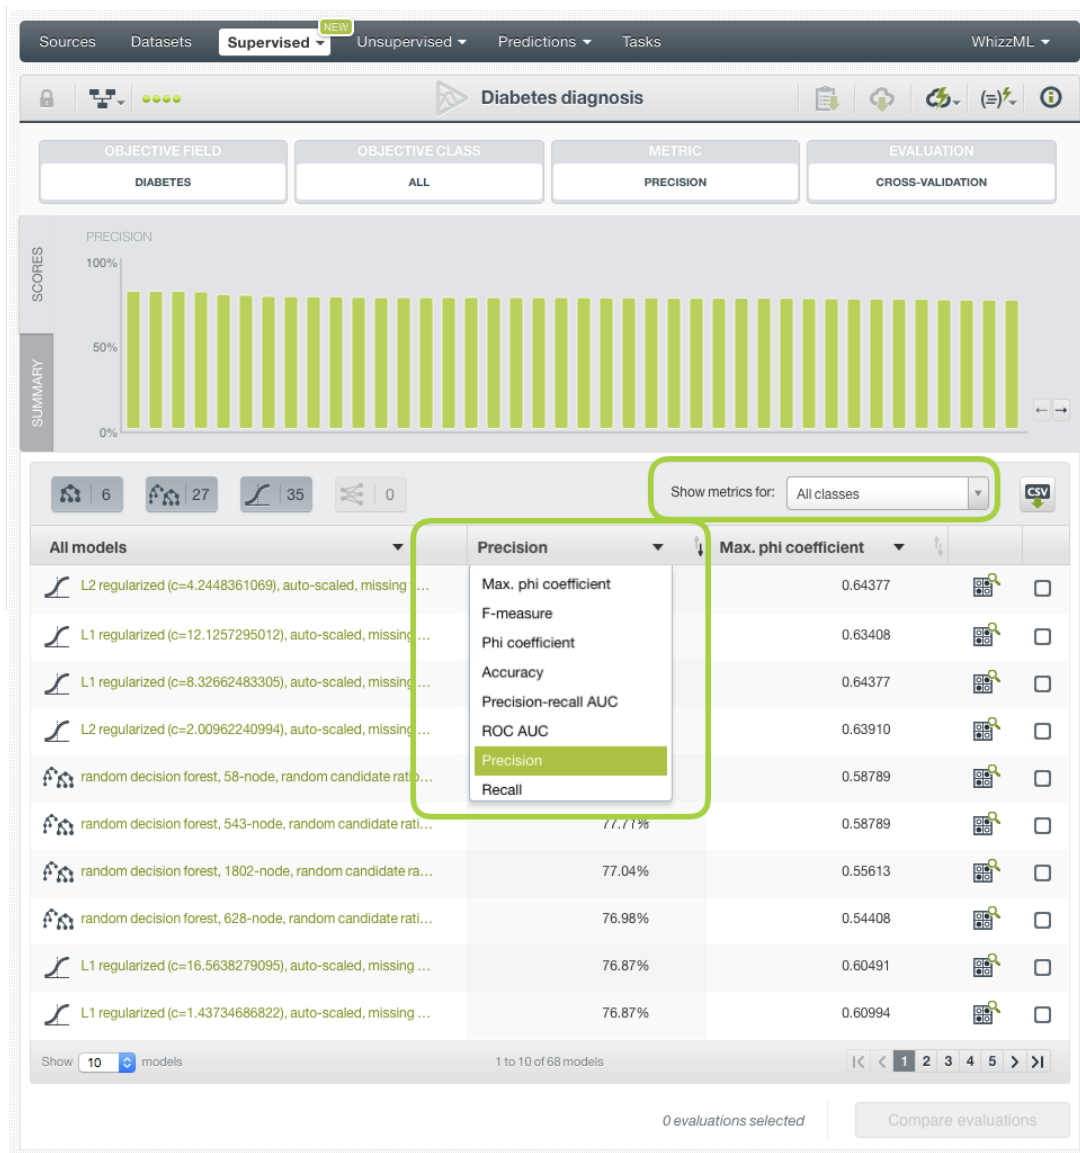 NEW
Sources Datasets Supervised Unsupervised Predictions Tasks WhizzML
Diabetes diagnosis
OBJECTIVE FIELD OBJECTIVE CLASS METRIC EVALUATION
DIABETES ALL PRECISION CROSS-VALIDATION
SCORES
SUMMARY
PRECISION
100%
50%
0%
6 27 35 0 Show metrics for: All classes CSV
All models Precision Max. phi coefficient
L2 regularized (c=4.2448361069), auto-scaled, missing ... 0.64377
L1 regularized (c=12.1257295012), auto-scaled, missing ... 0.63408
L1 regularized (c=8.32662483305), auto-scaled, missing ... 0.64377
L2 regularized (c=2.00962240994), auto-scaled, missing ... 0.63910
random decision forest, 58-node, random candidate ratio... 0.58789
Max. phi coefficient
F-measure
Phi coefficient
Accuracy
Precision-recall AUC
ROC AUC
Precision
Recall
random decision forest, 543-node, random candidate rati... 77.71% 0.58789
random decision forest, 1802-node, random candidate ra... 77.04% 0.55613
random decision forest, 628-node, random candidate rati... 76.98% 0.54408
L1 regularized (c=16.5638279095), auto-scaled, missing ... 76.87% 0.60491
L1 regularized (c=1.43734686822), auto-scaled, missing ... 76.87% 0.60994
Show 10 models 1 to 10 of 68 models 1 2 3 4 5
0 evaluations selected Compare evaluations